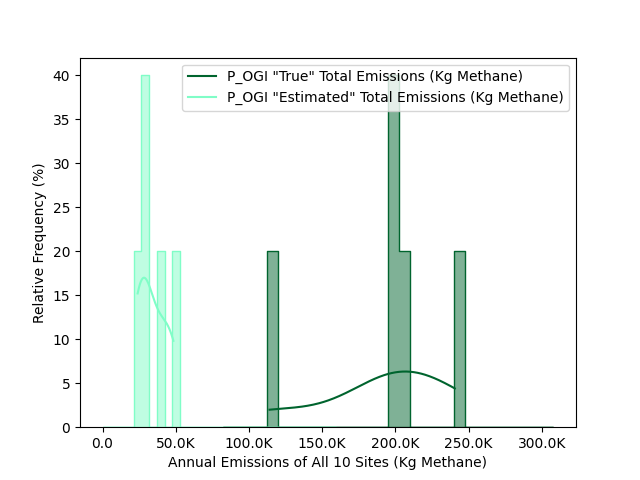 P_OGI "True" Total Emissions (Kg Methane)
P_OGI "Estimated" Total Emissions (Kg Methane)
40
35
30
25
20
15
10
5
0
Relative Frequency (%)
0.0 50.0K 100.0K 150.0K 200.0K 250.0K 300.0K
Annual Emissions of All 10 Sites (Kg Methane)